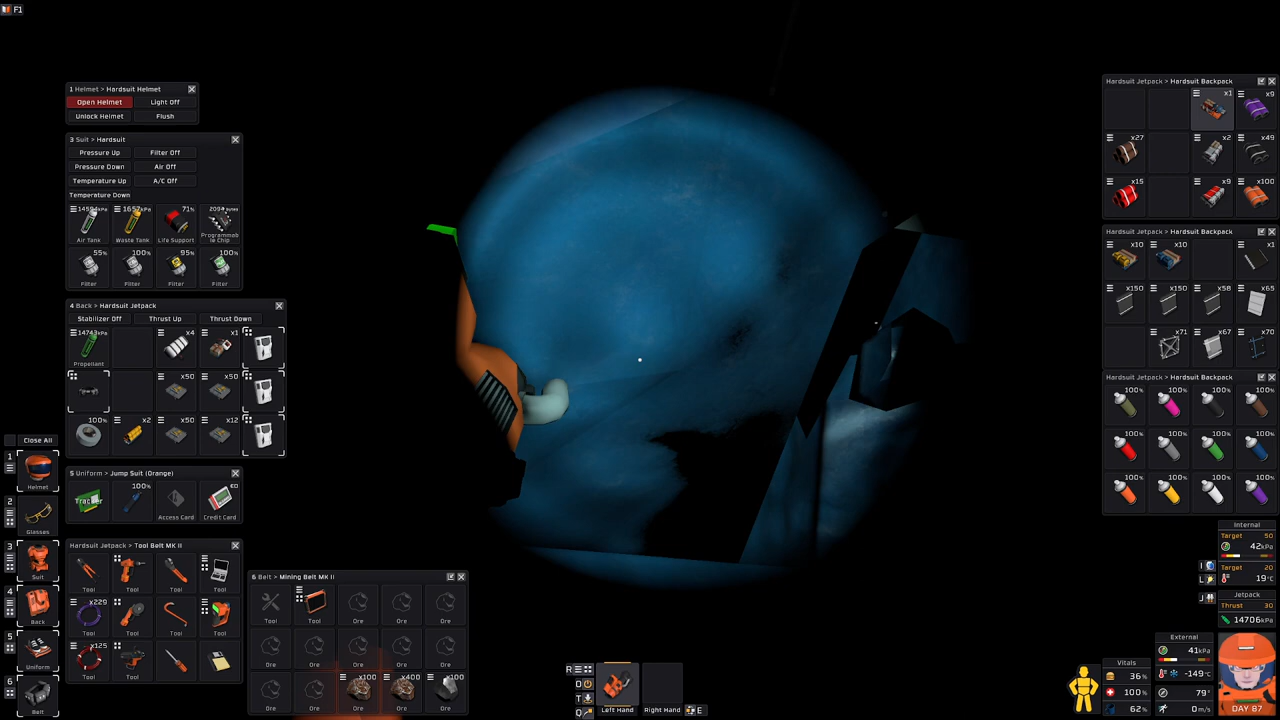 F1
1 Helmet > Hardsuit Helmet
Open Helmet Light Off
Unlock Helmet Flush
3 Suit > Hardsuit
Pressure Up Filter Off
Pressure Down Air Off
Temperature Up A/C Off
Temperature Down
71%
Air Tank Waste Tank Life Support Programmable Chip
55% 100% 95% 100%
Filter Filter Filter Filter
4 Back > Hardsuit Jetpack
Stabilizer Off Thrust Up Thrust Down
14743kPa x4 x1
Propellant
x50 x50
100% x2 x50 x12
Close All
1 Helmet
2 Glasses
3 Suit
4 Back
5 Uniform
6 Belt
5 Uniform > Jump Suit (Orange)
100%
Tracker Access Card Credit Card
Hardsuit Jetpack > Tool Belt MK II
Tool Tool Tool Tool
x229
Tool Tool Tool Tool
x125
Tool Tool
6 Belt > Mining Belt MK II
Tool Tool Ore Ore Ore
Ore Ore Ore Ore Ore
x100 x400 x100
Ore Ore Ore Ore Ore
R
D
T
Q
Left Hand Right Hand E
Hardsuit Jetpack > Hardsuit Backpack
x1 x9
x27 x2 x49
x15 x9 x100
Hardsuit Jetpack > Hardsuit Backpack
x10 x10 x1
x150 x150 x58 x65
x71 x67 x70
Hardsuit Jetpack > Hardsuit Backpack
100% 100% 100% 100%
100% 100% 100% 100%
100% 100% 100% 100%
Internal
Target 50
42kPa
Target 20
19°C
I
L
J
Jetpack
Thrust 30
14706kPa
External
41kPa
-149°C
79°
0m/s
Vitals
36%
100%
62%
DAY 87